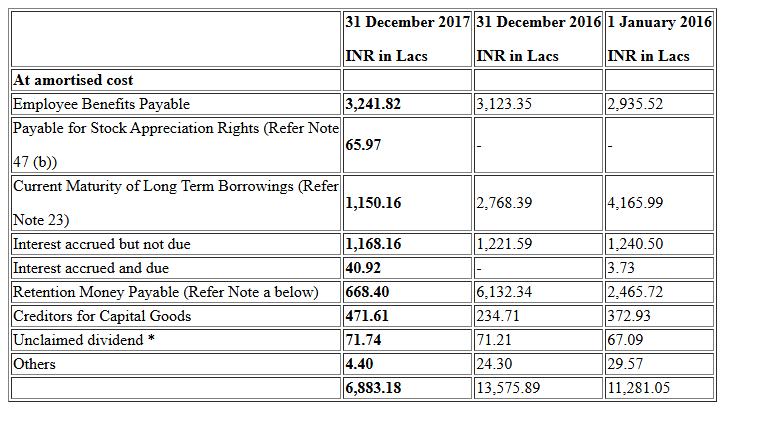 31 December 2017 31 December 2016 1 January 2016
INR in Lacs INR in Lacs INR in Lacs
At amortised cost
Employee Benefits Payable 3,241.82 3,123.35 2,935.52
Payable for Stock Appreciation Rights (Refer Note
47 (b)) 65.97 - -
Current Maturity of Long Term Borrowings (Refer
Note 23) 1,150.16 2,768.39 4,165.99
Interest accrued but not due 1,168.16 1,221.59 1,240.50
Interest accrued and due 40.92 - 3.73
Retention Money Payable (Refer Note a below) 668.40 6,132.34 2,465.72
Creditors for Capital Goods 471.61 234.71 372.93
Unclaimed dividend * 71.74 71.21 67.09
Others 4.40 24.30 29.57
6,883.18 13,575.89 11,281.05